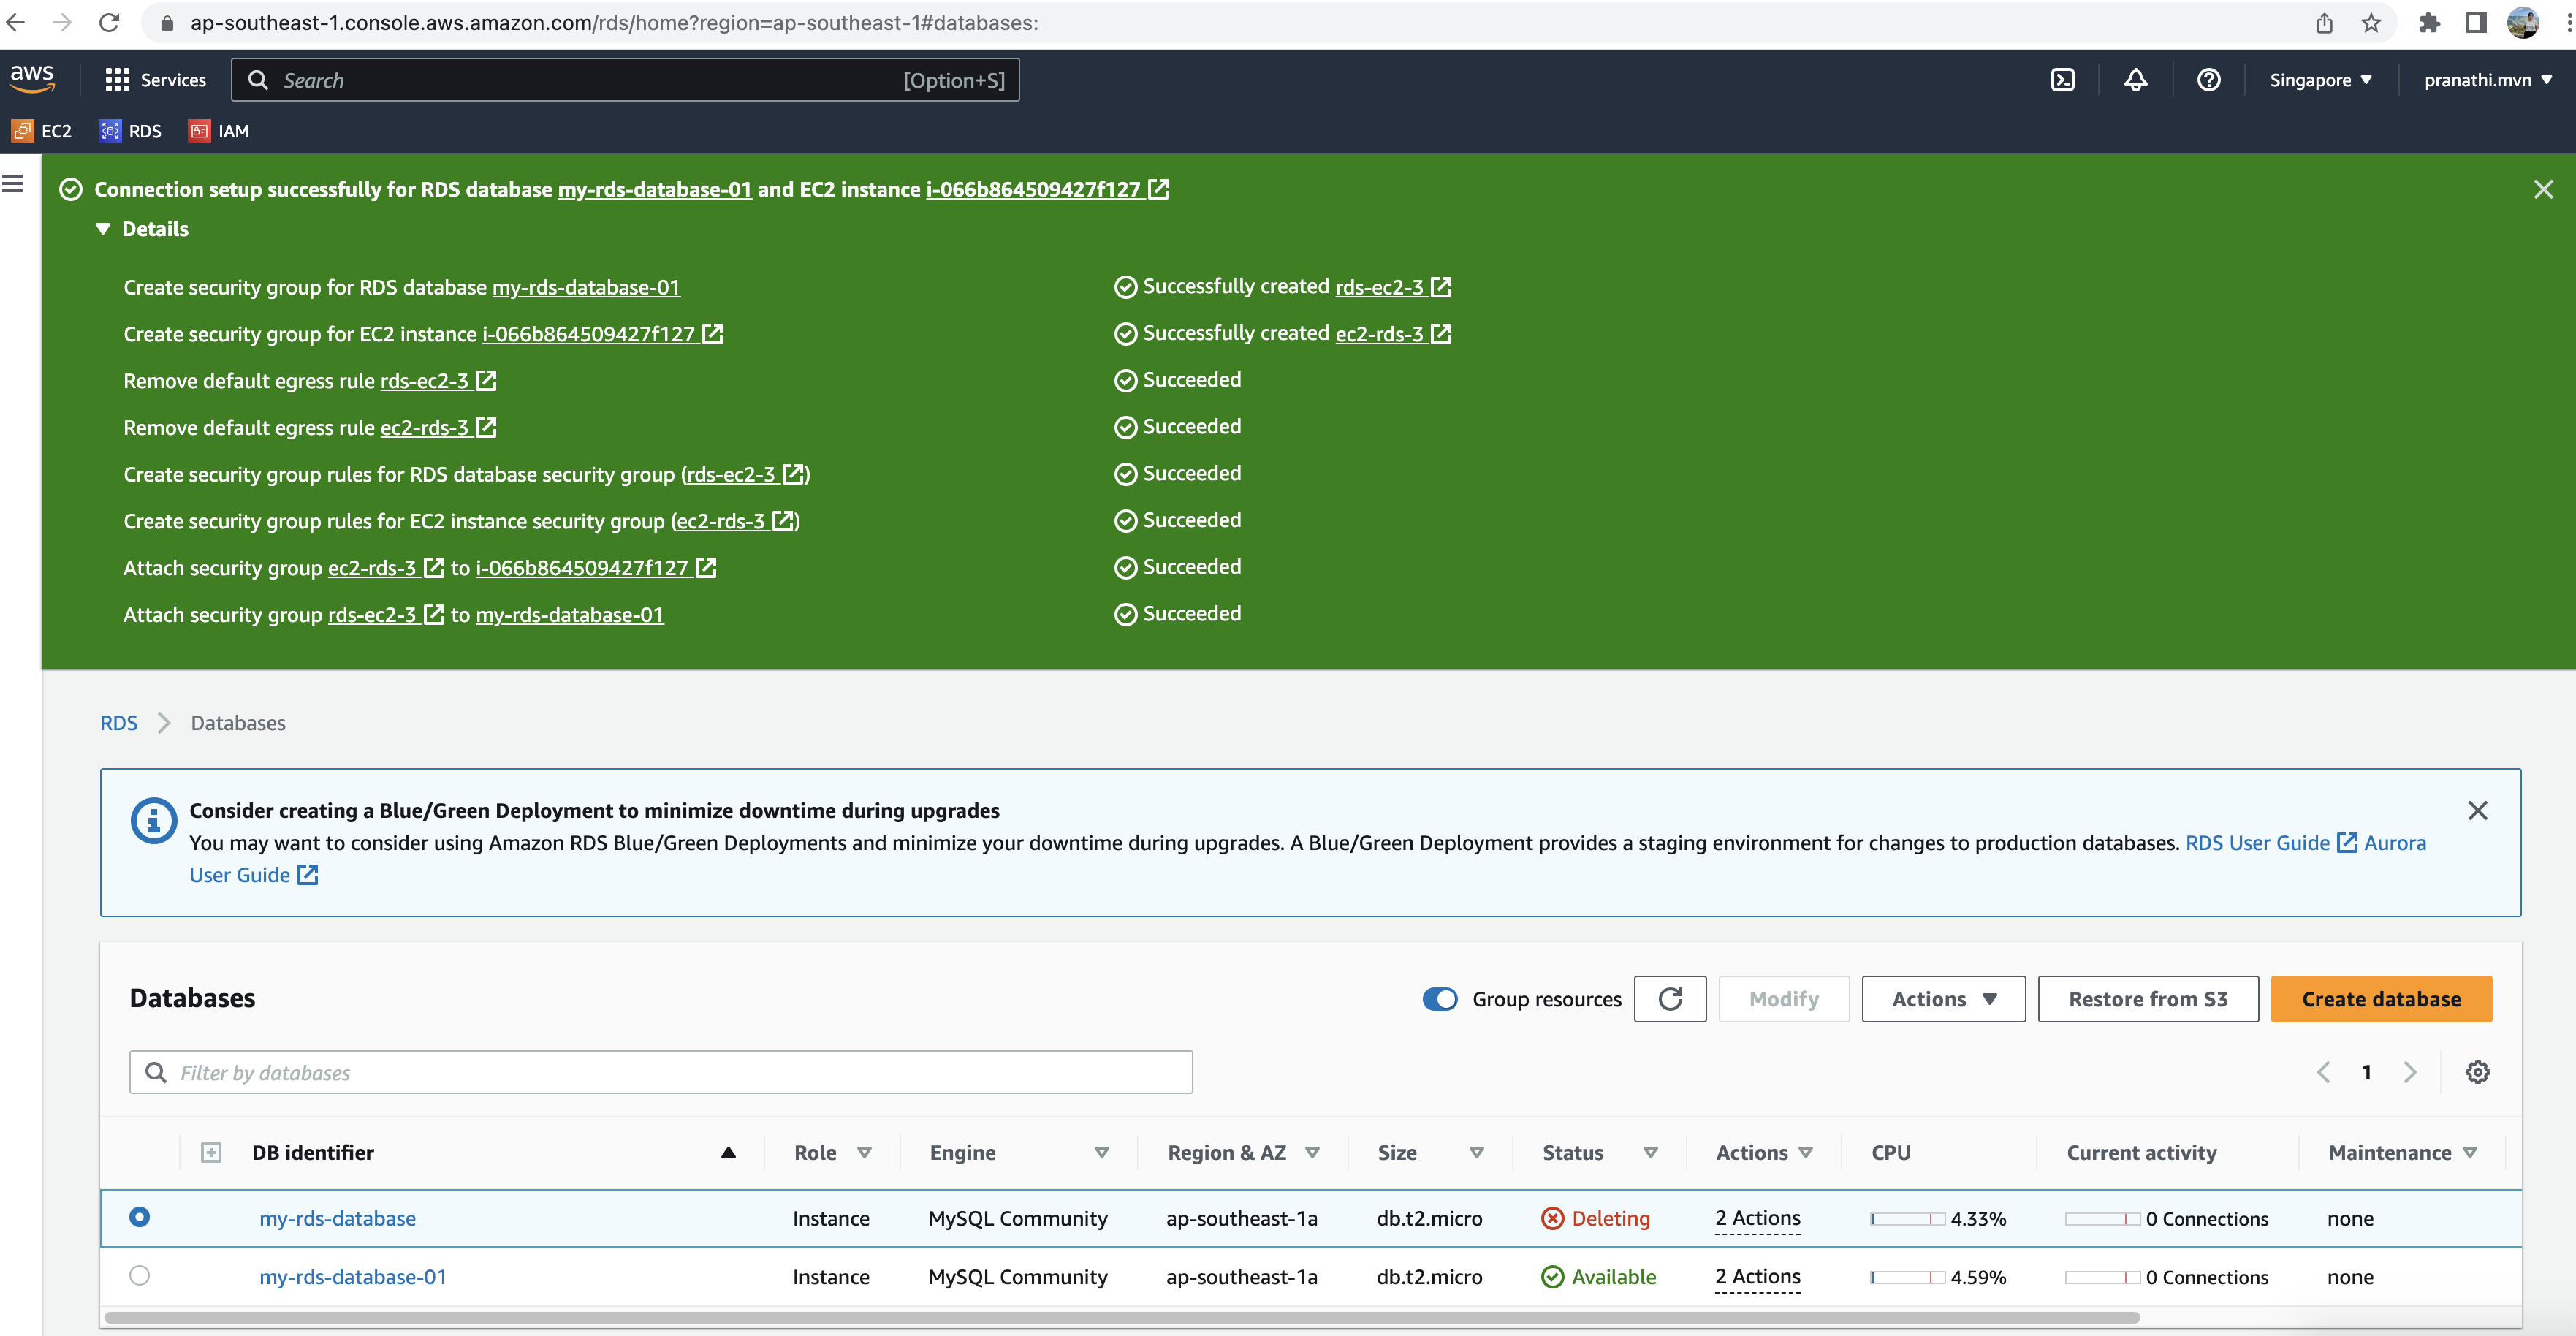 ap-southeast-1.console.aws.amazon.com/rds/home?region=ap-southeast-1#databases:
aws Services Search [Option+S] Singapore pranathi.mvn
EC2 RDS IAM
Connection setup successfully for RDS database my-rds-database-01 and EC2 instance i-066b864509427f127
Details
Create security group for RDS database my-rds-database-01 Successfully created rds-ec2-3
Create security group for EC2 instance i-066b864509427f127 Successfully created ec2-rds-3
Remove default egress rule rds-ec2-3 Succeeded
Remove default egress rule ec2-rds-3 Succeeded
Create security group rules for RDS database security group (rds-ec2-3) Succeeded
Create security group rules for EC2 instance security group (ec2-rds-3) Succeeded
Attach security group ec2-rds-3 to i-066b864509427f127 Succeeded
Attach security group rds-ec2-3 to my-rds-database-01 Succeeded
RDS Databases
Consider creating a Blue/Green Deployment to minimize downtime during upgrades
You may want to consider using Amazon RDS Blue/Green Deployments and minimize your downtime during upgrades. A Blue/Green Deployment provides a staging environment for changes to production databases. RDS User Guide Aurora
User Guide
Databases Group resources Modify Actions Restore from S3 Create database
Filter by databases 1
DB identifier Role Engine Region & AZ Size Status Actions CPU Current activity Maintenance
my-rds-database Instance MySQL Community ap-southeast-1a db.t2.micro Deleting 2 Actions 4.33% 0 Connections none
my-rds-database-01 Instance MySQL Community ap-southeast-1a db.t2.micro Available 2 Actions 4.59% 0 Connections none